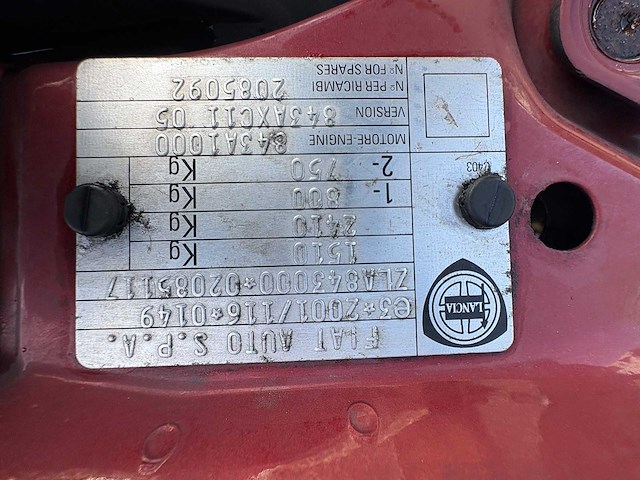 FIAT AUTO S.P.A.
e3*2001/116*0149
ZLA843000*02085117
1510 Kg
2410 Kg
1- 800 Kg
2- 750 Kg
MOTORE-ENGINE 843A1000
VERSION 843AXC11 05
N° PER RICAMBI
N° FOR SPARES 2085092
LANCIA